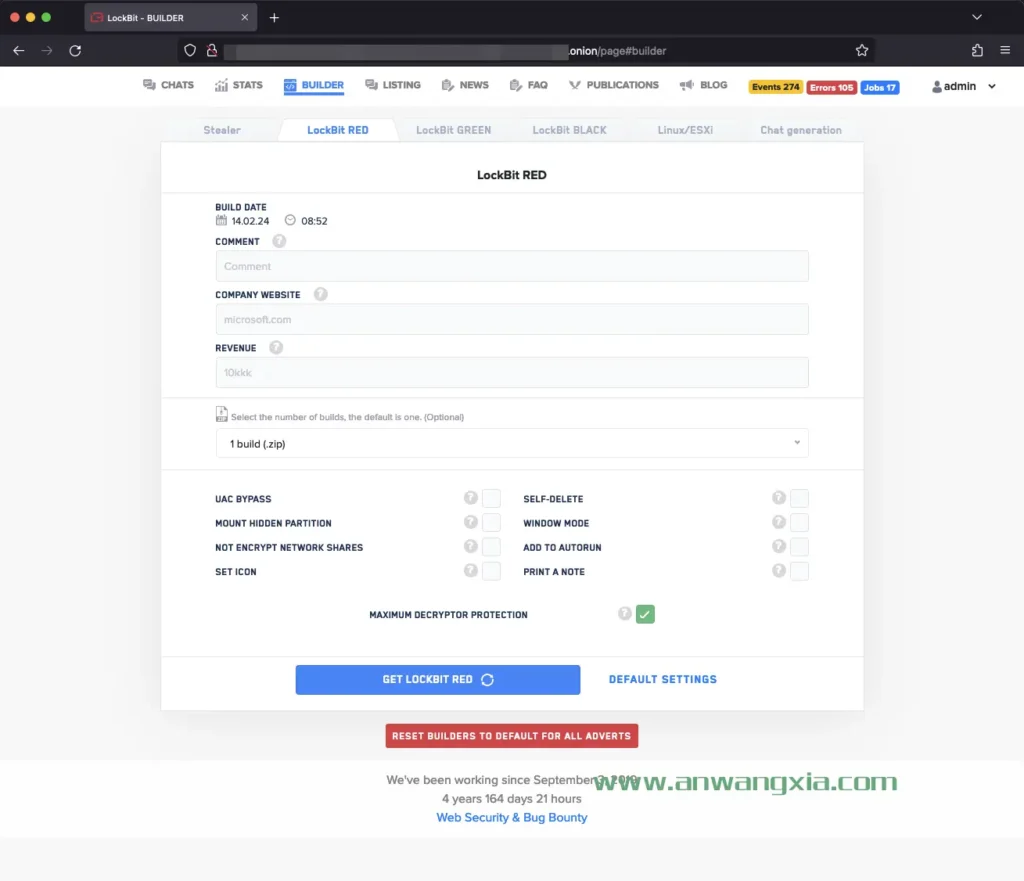 LockBit - BUILDER
.onion/page#builder
CHATS STATS BUILDER LISTING NEWS FAQ PUBLICATIONS BLOG Events 274 Errors 105 Jobs 17 admin
Stealer LockBit RED LockBit GREEN LockBit BLACK Linux/ESXi Chat generation
LockBit RED
BUILD DATE
14.02.24 08:52
COMMENT ?
Comment
COMPANY WEBSITE ?
microsoft.com
REVENUE ?
10kkk
Select the number of builds, the default is one. (Optional)
1 build (.zip)
UAC BYPASS ? SELF-DELETE ?
MOUNT HIDDEN PARTITION ? WINDOW MODE ?
NOT ENCRYPT NETWORK SHARES ? ADD TO AUTORUN ?
SET ICON ? PRINT A NOTE ?
MAXIMUM DECRYPTOR PROTECTION ?
GET LOCKBIT RED DEFAULT SETTINGS
RESET BUILDERS TO DEFAULT FOR ALL ADVERTS
We've been working since September 3, 2019
www.anwangxia.com
4 years 164 days 21 hours
Web Security & Bug Bounty